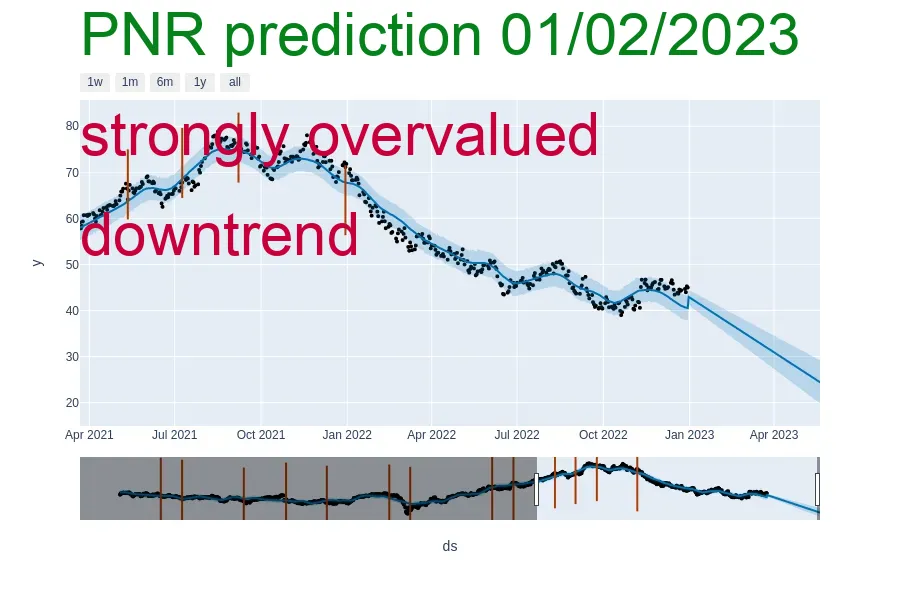 PNR prediction 01/02/2023
1w 1m 6m 1y all
strongly overvalued
downtrend
80
70
60
50
40
30
20
y
Apr 2021 Jul 2021 Oct 2021 Jan 2022 Apr 2022 Jul 2022 Oct 2022 Jan 2023 Apr 2023
ds